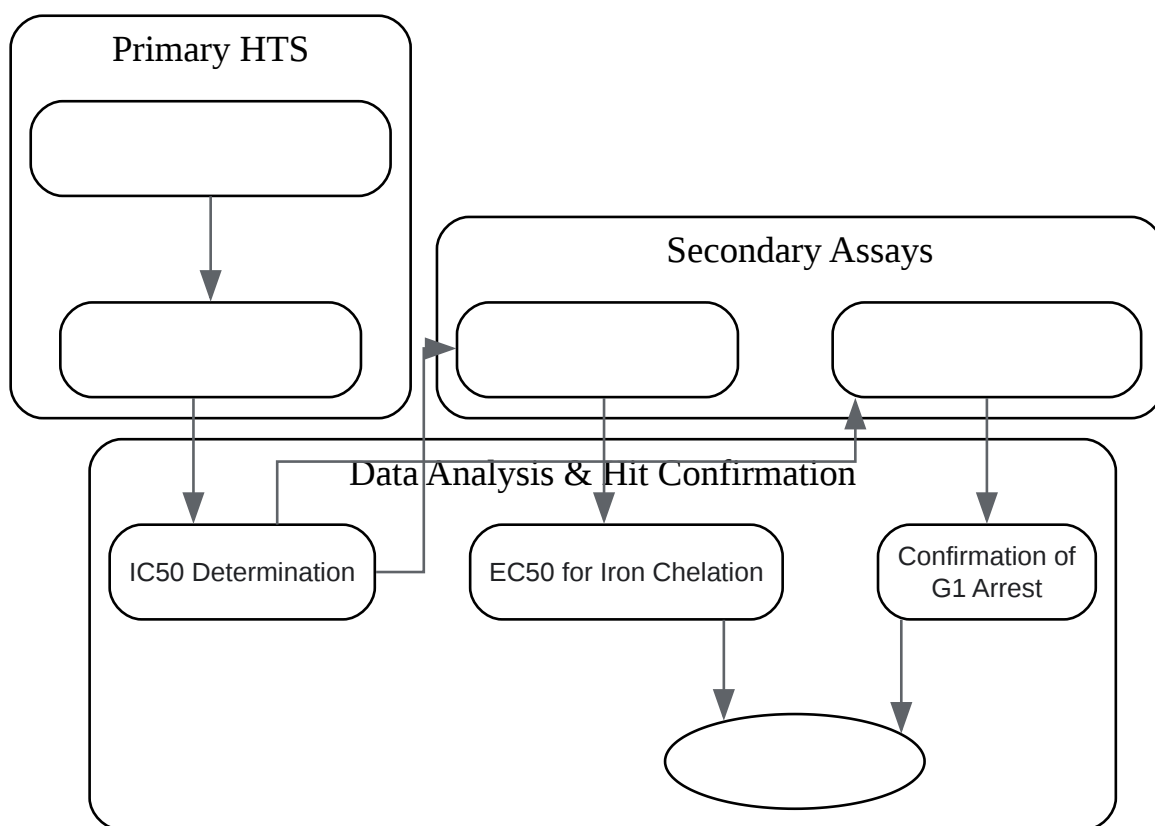 Primary HTS
Secondary Assays
Data Analysis & Hit Confirmation
IC50 Determination
EC50 for Iron Chelation
Confirmation of
G1 Arrest